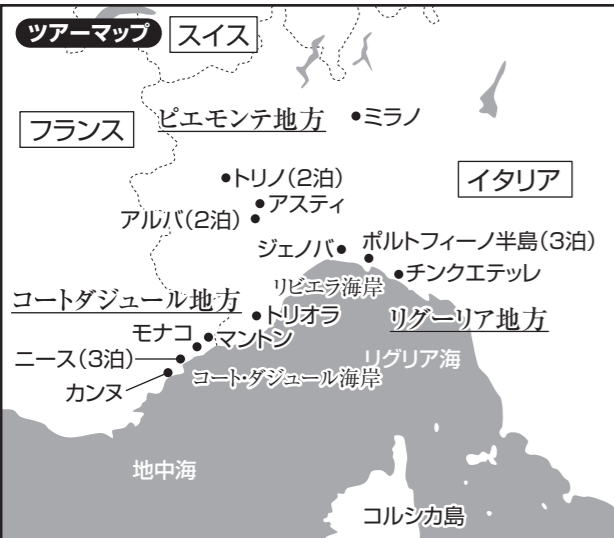 ツアーマップ
スイス
フランス
ピエモンテ地方
ミラノ
トリノ(2泊)
イタリア
アスティ
アルバ(2泊)
ジェノバ
ポルトフィーノ半島(3泊)
チンクエテッレ
リビエラ海岸
コートダジュール地方
トリオラ
リグーリア地方
モナコ
マントン
ニース(3泊)
リグリア海
カンヌ
コート・ダジュール海岸
地中海
コルシカ島